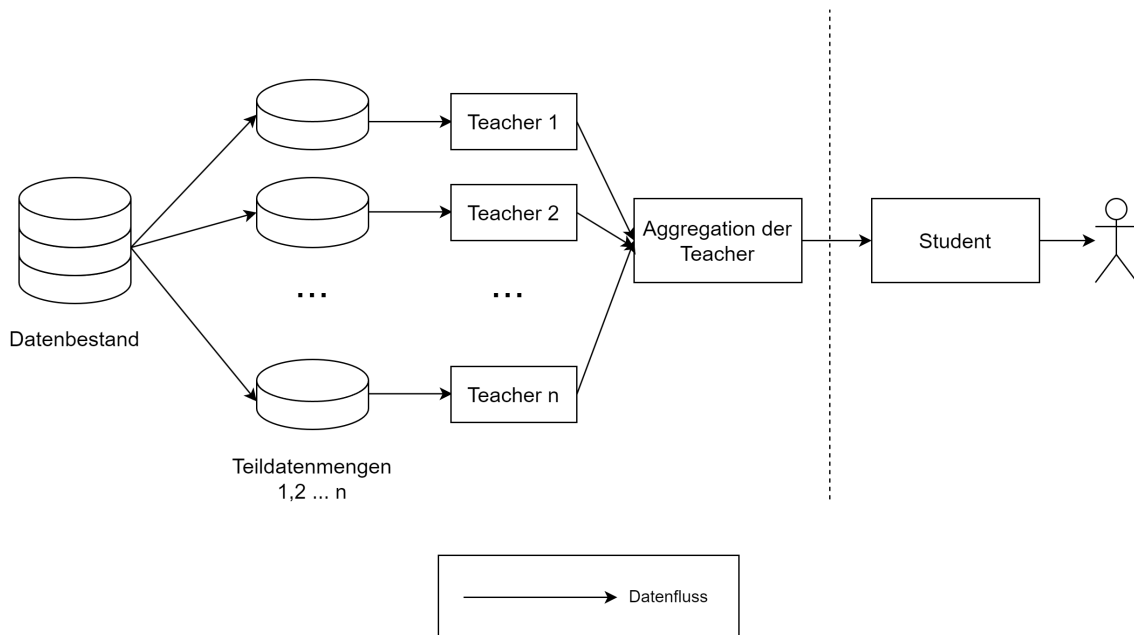 Teacher 1
Teacher 2
Aggregation der
Teacher
Student
...
...
Datenbestand
Teacher n
Teildatenmengen
1,2 ... n
Datenfluss